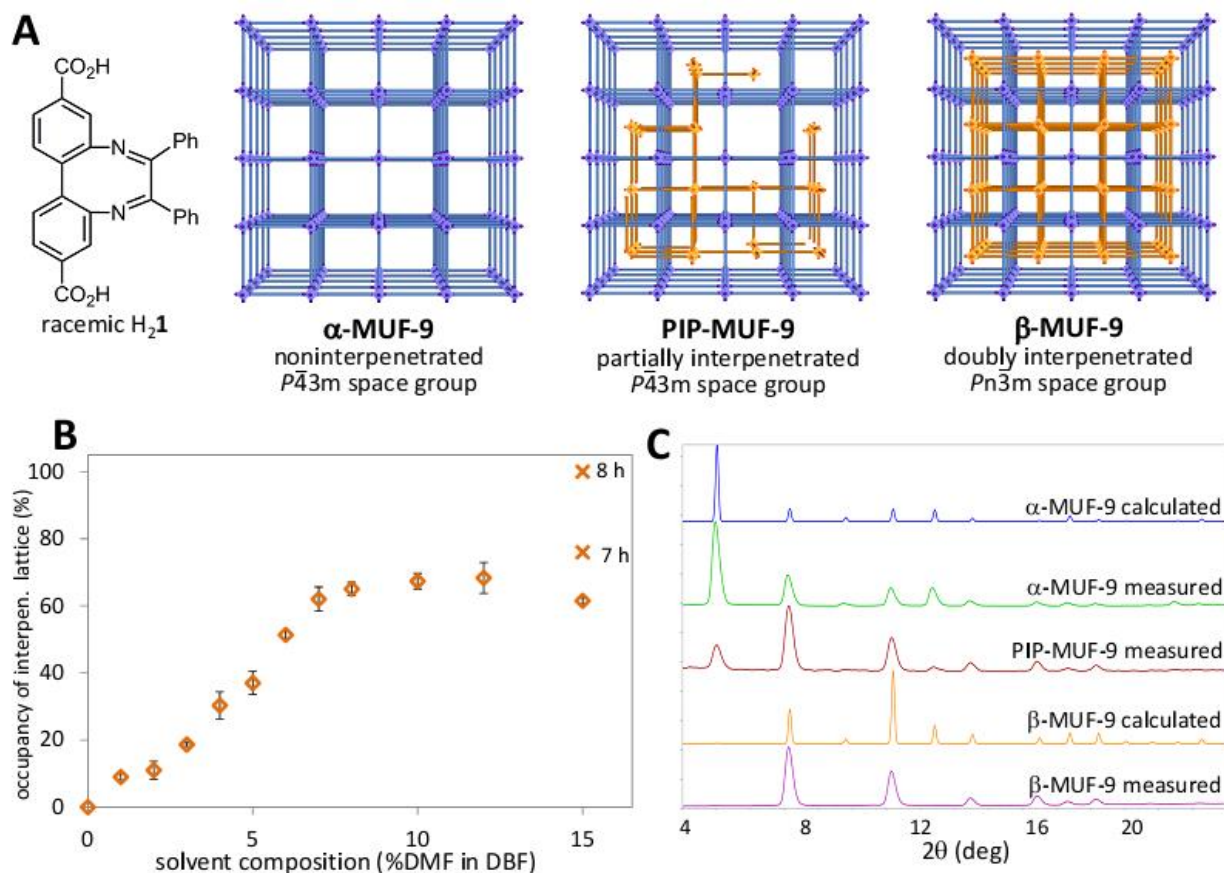 A
CO₂H
Ph
N
N
Ph
CO₂H
racemic H₂1
α-MUF-9
noninterpenetrated
P4̅3m space group
PIP-MUF-9
partially interpenetrated
P4̅3m space group
β-MUF-9
doubly interpenetrated
Pn3̅m space group
B
occupancy of interpen. lattice (%)
100
80
60
40
20
0
8 h
7 h
0
5
10
15
solvent composition (%DMF in DBF)
C
α-MUF-9 calculated
α-MUF-9 measured
PIP-MUF-9 measured
β-MUF-9 calculated
β-MUF-9 measured
4
8
12
16
20
2θ (deg)